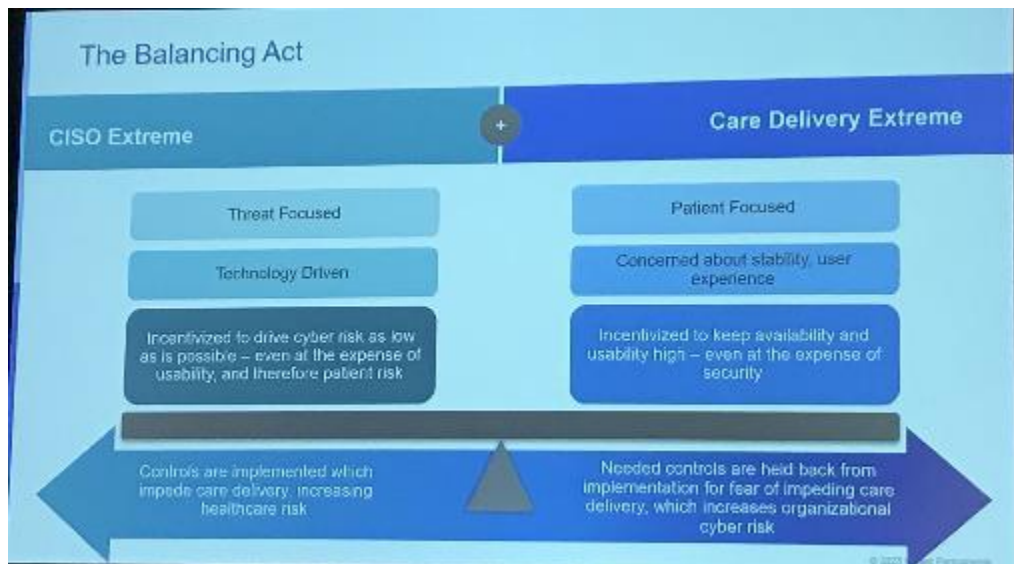 The Balancing Act
CISO Extreme
+
Care Delivery Extreme
Threat Focused
Technology Driven
Incentivized to drive cyber risk as low
as is possible – even at the expense of
usability, and therefore patient risk
Patient Focused
Concerned about stability, user
experience
Incentivized to keep availability and
usability high – even at the expense of
security
Controls are implemented which
impede care delivery, increasing
healthcare risk
Needed controls are held back from
implementation for fear of impeding care
delivery, which increases organizational
cyber risk